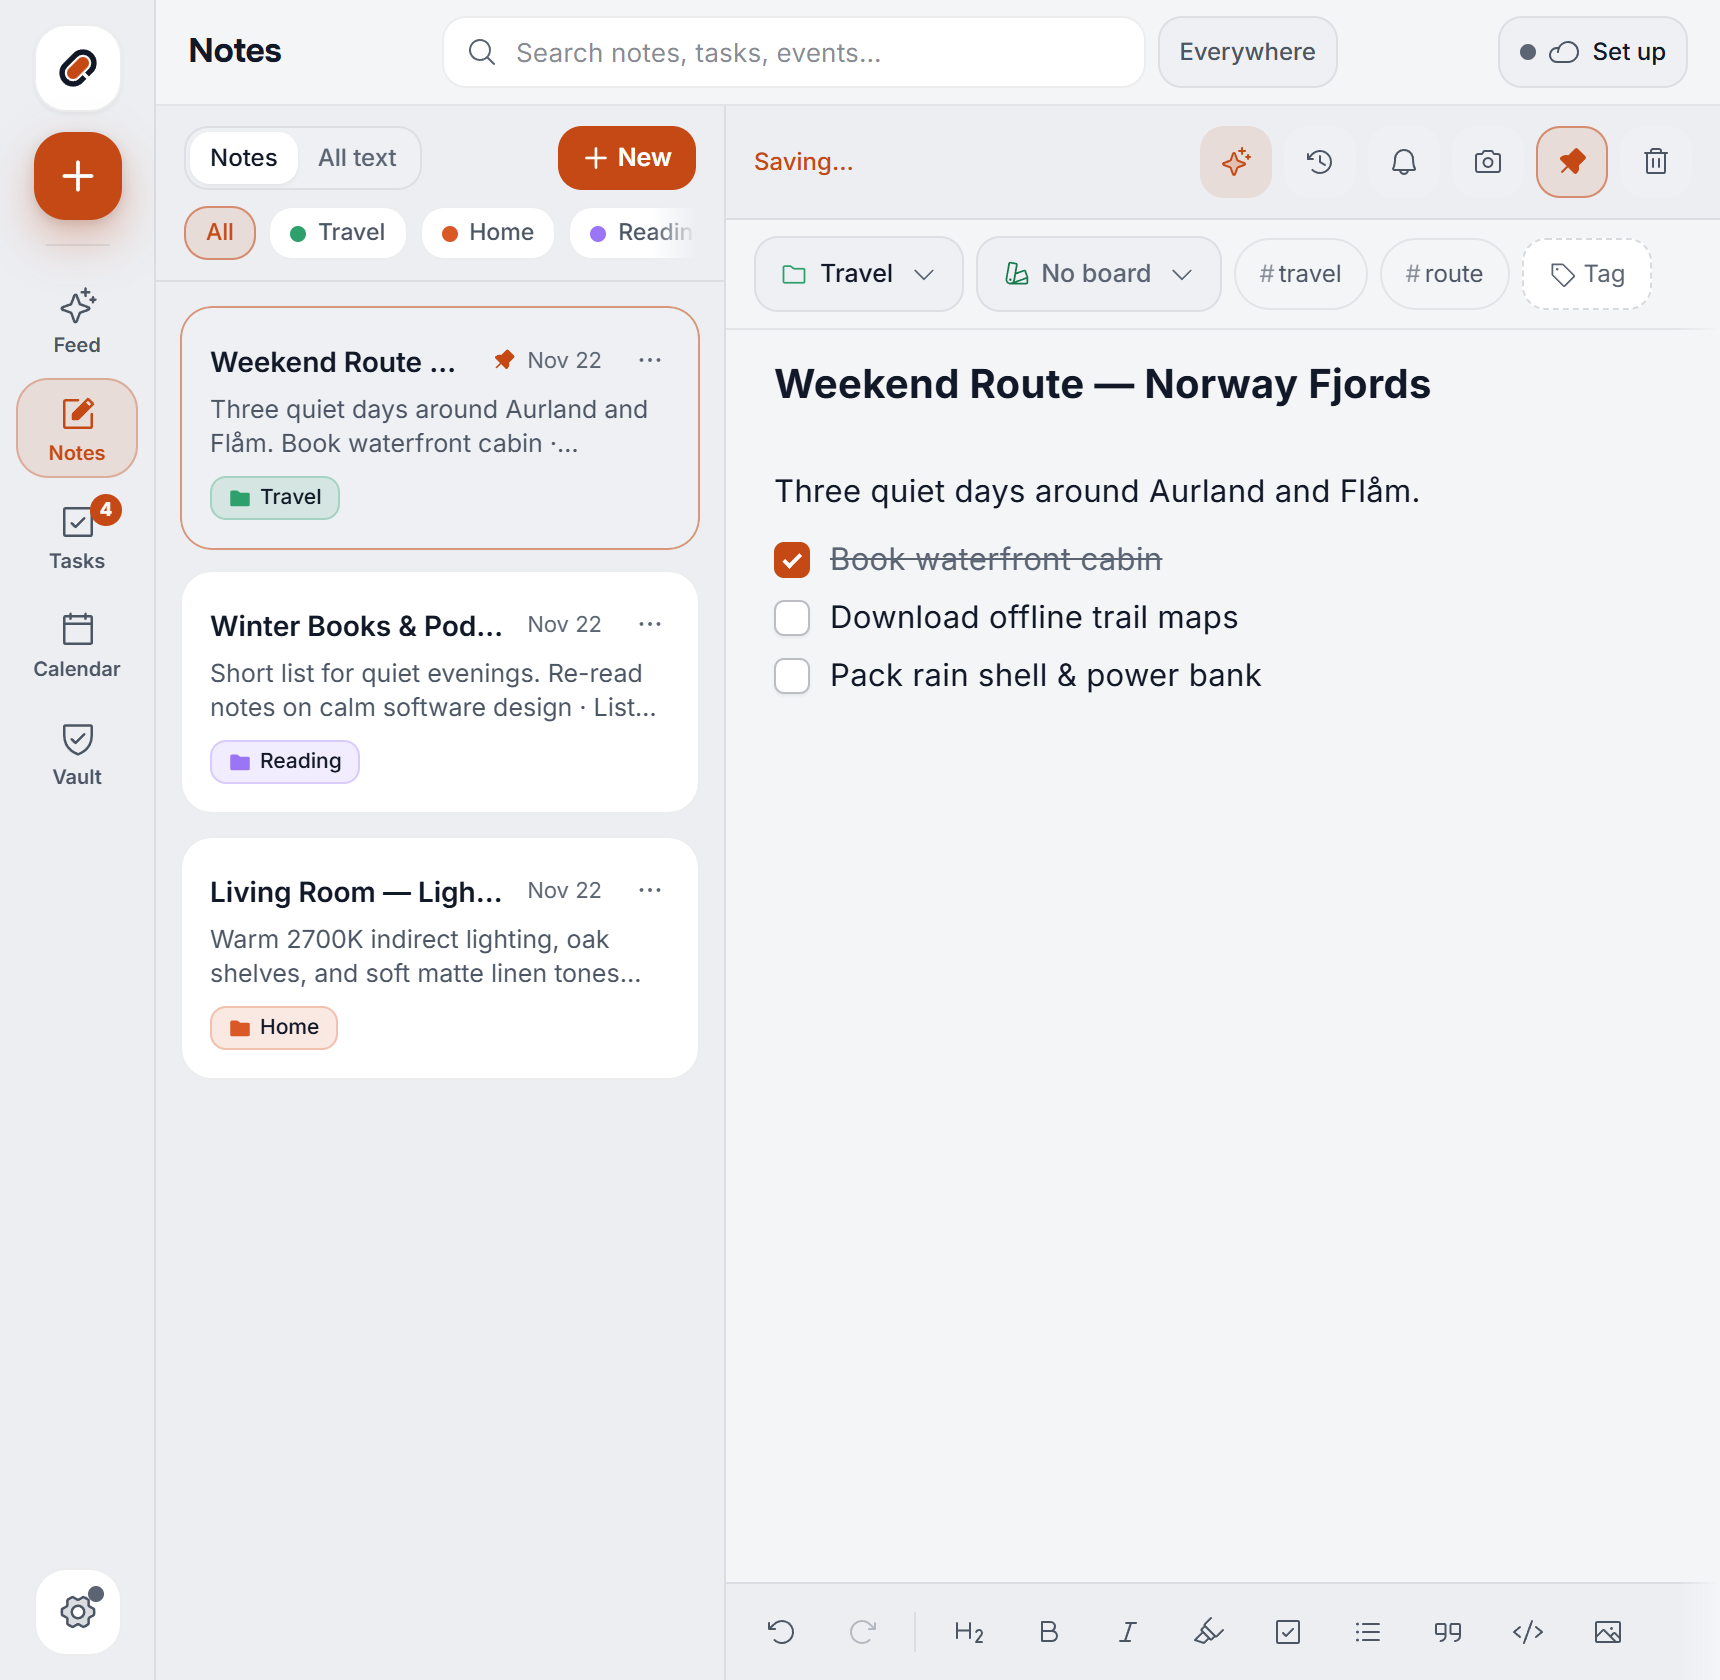 Notes
Search notes, tasks, events...
Everywhere
Set up
Feed
Notes
4
Tasks
Calendar
Vault
Notes
All text
New
All
Travel
Home
Readin
Weekend Route ...
Nov 22
Three quiet days around Aurland and
Flåm. Book waterfront cabin ·...
Travel
Winter Books & Pod...
Nov 22
Short list for quiet evenings. Re-read
notes on calm software design · List...
Reading
Living Room — Ligh...
Nov 22
Warm 2700K indirect lighting, oak
shelves, and soft matte linen tones...
Home
Saving...
Travel
No board
#travel
#route
Tag
Weekend Route — Norway Fjords
Three quiet days around Aurland and Flåm.
Book waterfront cabin
Download offline trail maps
Pack rain shell & power bank
H2
B
I